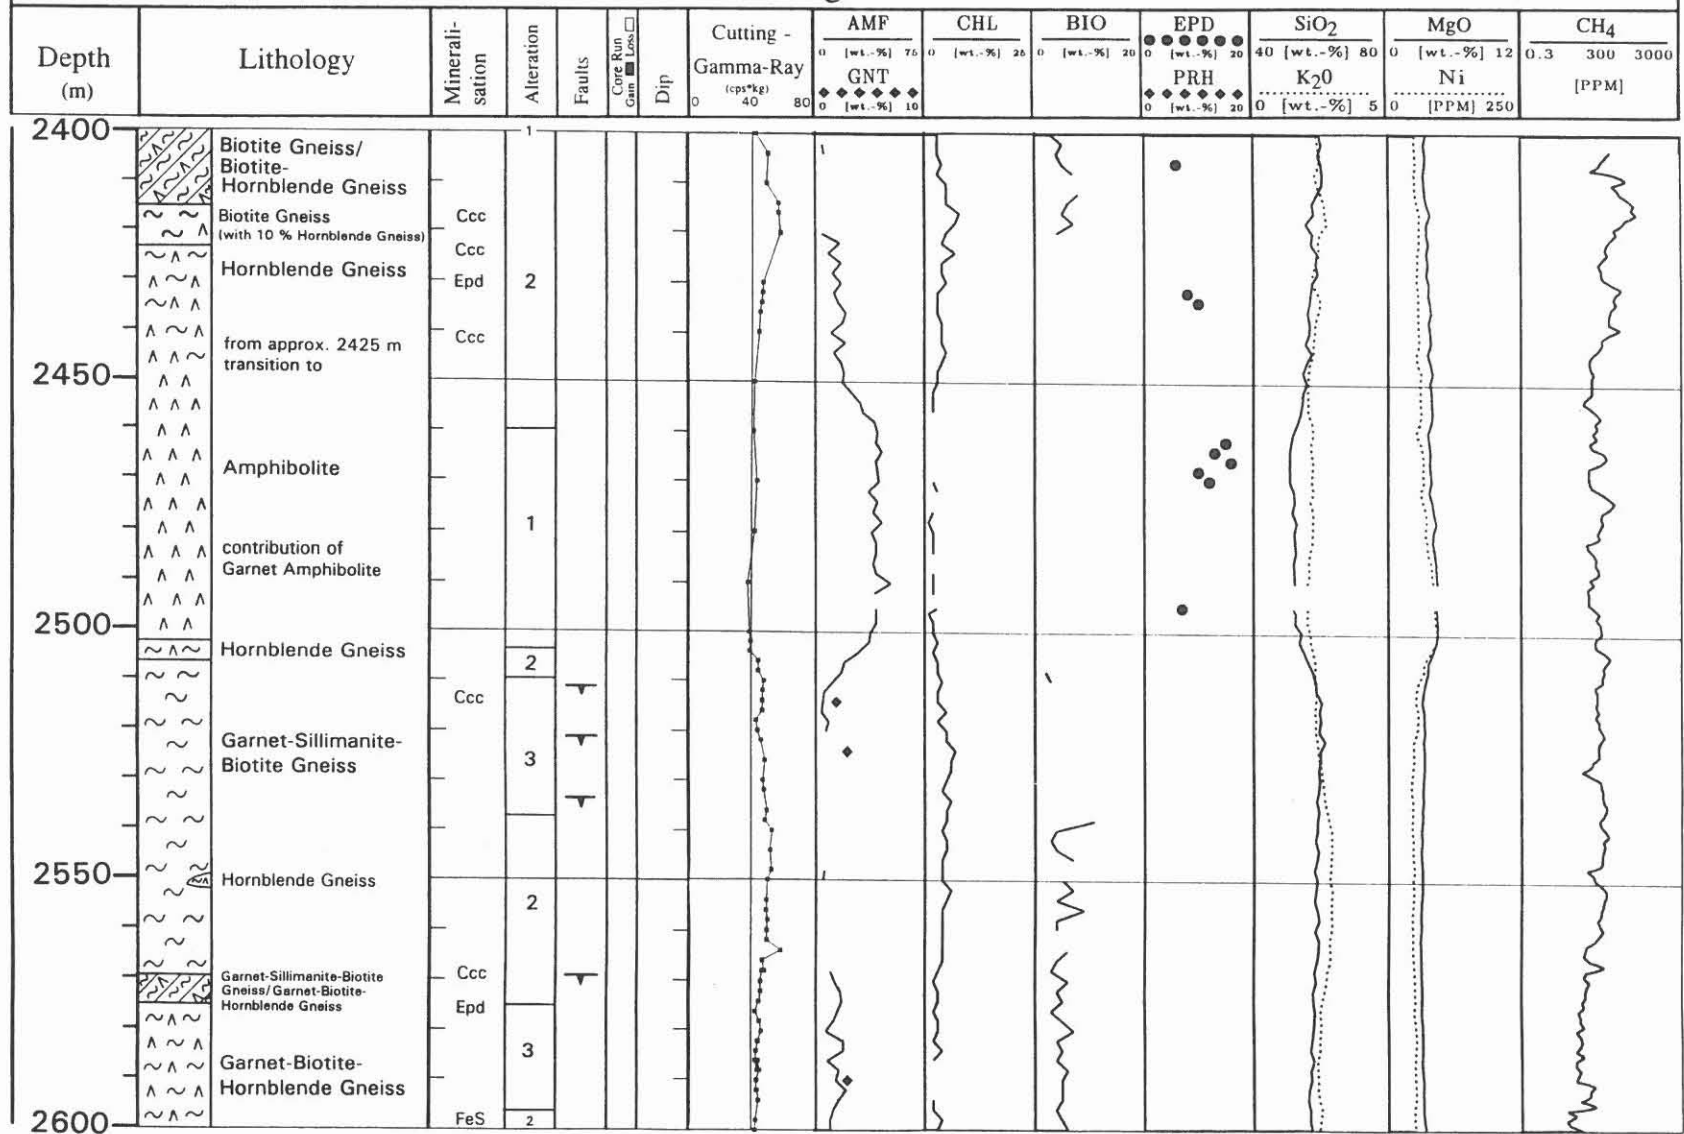 Depth
(m)
Lithology
Minerali-
sation
Alteration
Faults
Core Run
Gain Loss
Dip
Cutting -
Gamma-Ray
(cps*kg)
0 40 80
AMF
0 [wt.-%] 75
GNT
0 [wt.-%] 10
CHL
0 [wt.-%] 25
BIO
0 [wt.-%] 20
EPD
0 [wt.-%] 20
PRH
0 [wt.-%] 20
SiO2
40 [wt.-%] 80
K20
0 [wt.-%] 5
MgO
0 [wt.-%] 12
Ni
0 [PPM] 250
CH4
0.3 300 3000
[PPM]
2400
1
Biotite Gneiss/
Biotite-
Hornblende Gneiss
Biotite Gneiss
(with 10 % Hornblende Gneiss)
Ccc
Ccc
Hornblende Gneiss
Epd
2
Ccc
from approx. 2425 m
transition to
2450
Amphibolite
1
contribution of
Garnet Amphibolite
2500
Hornblende Gneiss
2
Ccc
Garnet-Sillimanite-
Biotite Gneiss
3
2550
Hornblende Gneiss
2
Ccc
Garnet-Sillimanite-Biotite
Gneiss/Garnet-Biotite-
Hornblende Gneiss
Epd
3
Garnet-Biotite-
Hornblende Gneiss
2600
FeS
2